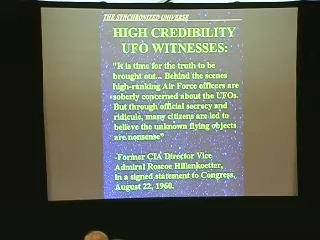 THE SYNCHRONIZED UNIVERSE
HIGH CREDIBILITY
UFO WITNESSES:
"It is time for the truth to be
brought out... Behind the scenes
high-ranking Air Force officers are
soberly concerned about the UFOs.
But through official secrecy and
ridicule, many citizens are led to
believe the unknown flying objects
are nonsense"
-Former CIA Director Vice
Admiral Roscoe Hillenkoetter,
in a signed statement to Congress,
August 22, 1960.